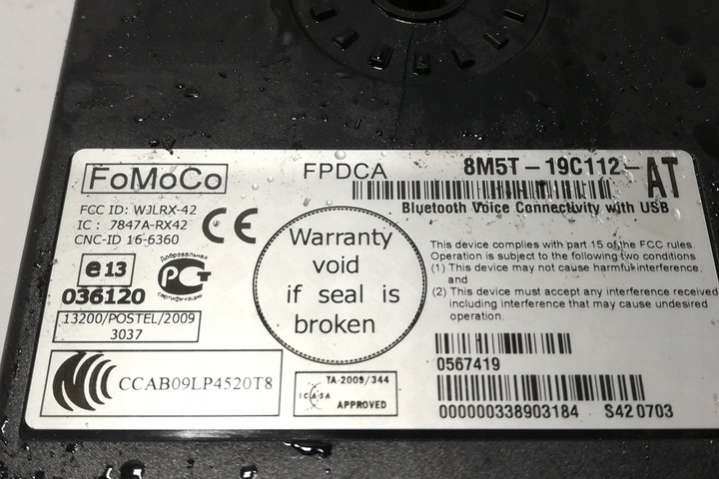 FoMoCo
FPDCA
8M5T-19C112-AT
Bluetooth Voice Connectivity with USB
FCC ID: WJLRX-42
IC : 7847A-RX42
CNC-ID 16-6360
CE
e13
036120
Добровольная
РСТ
сертификация
13200/POSTEL/2009
3037
CCAB09LP4520T8
Warranty
void
if seal is
broken
TA-2009/344
ICASA
APPROVED
This device complies with part 15 of the FCC rules
Operation is subject to the following two conditions
(1) This device may not cause harmful interference,
and
(2) This device must accept any interference received
including interference that may cause undesired
operation.
0567419
000000338903184 S42 0703